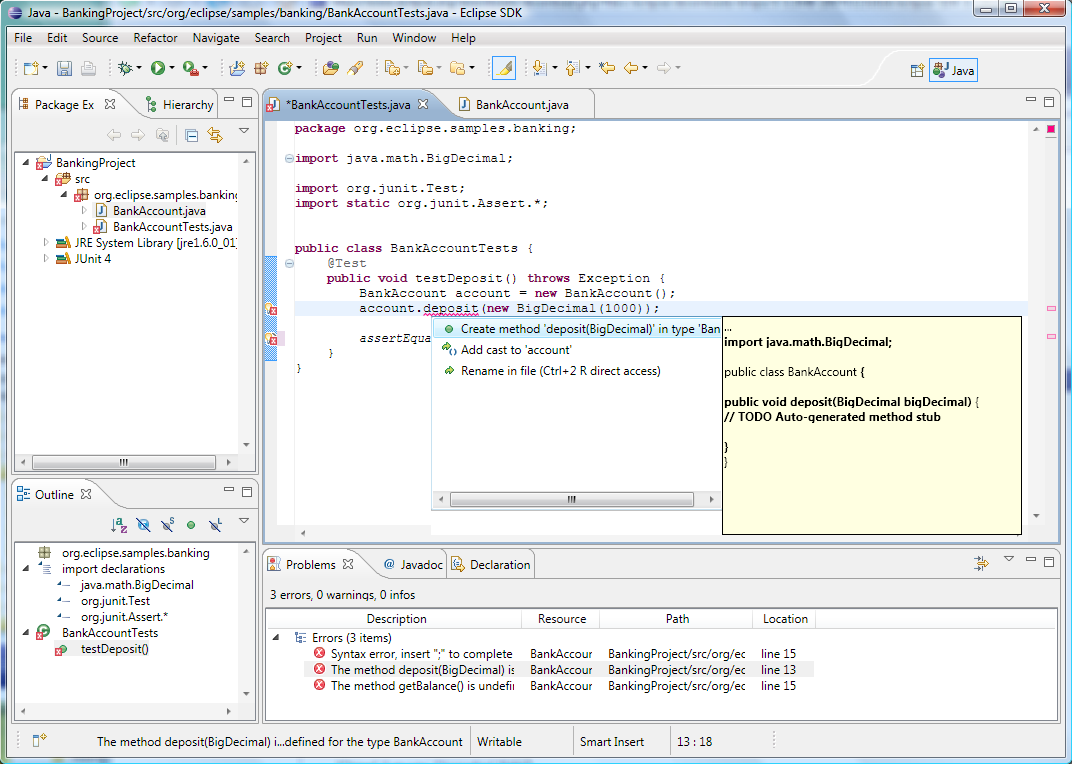 Java - BankingProject/src/org/eclipse/samples/banking/BankAccountTests.java - Eclipse SDK
File Edit Source Refactor Navigate Search Project Run Window Help
Java
Package Ex Hierarchy
BankingProject
src
org.eclipse.samples.banking
BankAccount.java
BankAccountTests.java
JRE System Library [jre1.6.0_01]
JUnit 4
*BankAccountTests.java BankAccount.java
package org.eclipse.samples.banking;
import java.math.BigDecimal;
import org.junit.Test;
import static org.junit.Assert.*;
public class BankAccountTests {
@Test
public void testDeposit() throws Exception {
BankAccount account = new BankAccount();
account.deposit(new BigDecimal(1000));
assertEqua
}
}
Create method 'deposit(BigDecimal)' in type 'Ban
Add cast to 'account'
Rename in file (Ctrl+2 R direct access)
...
import java.math.BigDecimal;
public class BankAccount {
public void deposit(BigDecimal bigDecimal) {
// TODO Auto-generated method stub
}
}
Outline
org.eclipse.samples.banking
import declarations
java.math.BigDecimal
org.junit.Test
org.junit.Assert.*
BankAccountTests
testDeposit()
Problems @ Javadoc Declaration
3 errors, 0 warnings, 0 infos
Description Resource Path Location
Errors (3 items)
Syntax error, insert ";" to complete BankAccour BankingProject/src/org/ec line 15
The method deposit(BigDecimal) is BankAccour BankingProject/src/org/ec line 13
The method getBalance() is undefir BankAccour BankingProject/src/org/ec line 15
The method deposit(BigDecimal) i...defined for the type BankAccount Writable Smart Insert 13 : 18